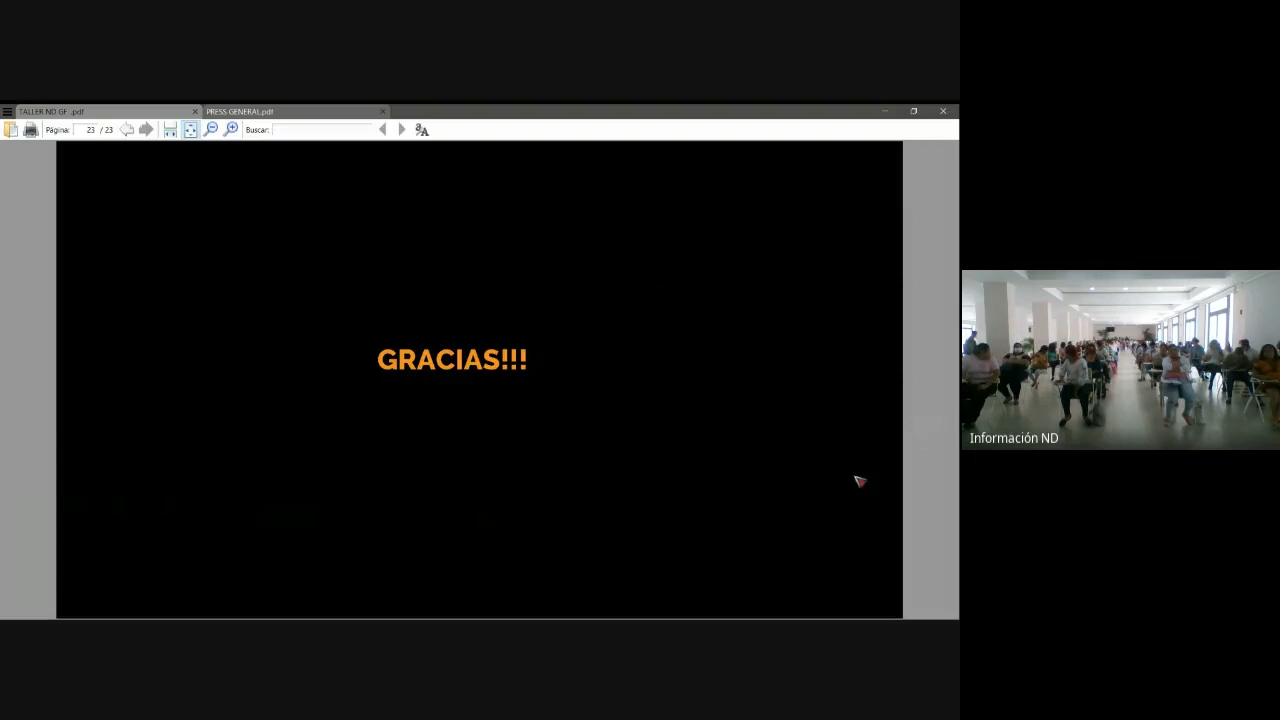 TALLER ND GF .pdf
PRESS GENERAL.pdf
Página: 23 / 23
Buscar:
GRACIAS!!!
Información ND